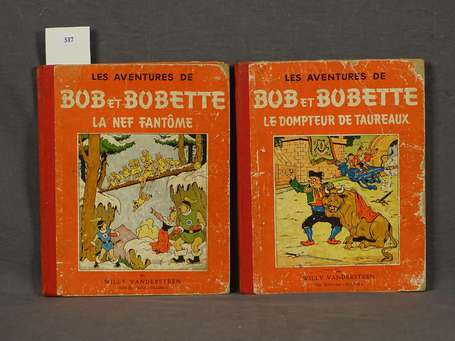 517
LES AVENTURES DE
BOB ET BOBETTE
LA NEF FANTÔME
WILLY VANDERSTEEN
LES AVENTURES DE
BOB ET BOBETTE
LE DOMPTEUR DE TAUREAUX
WILLY VANDERSTEEN